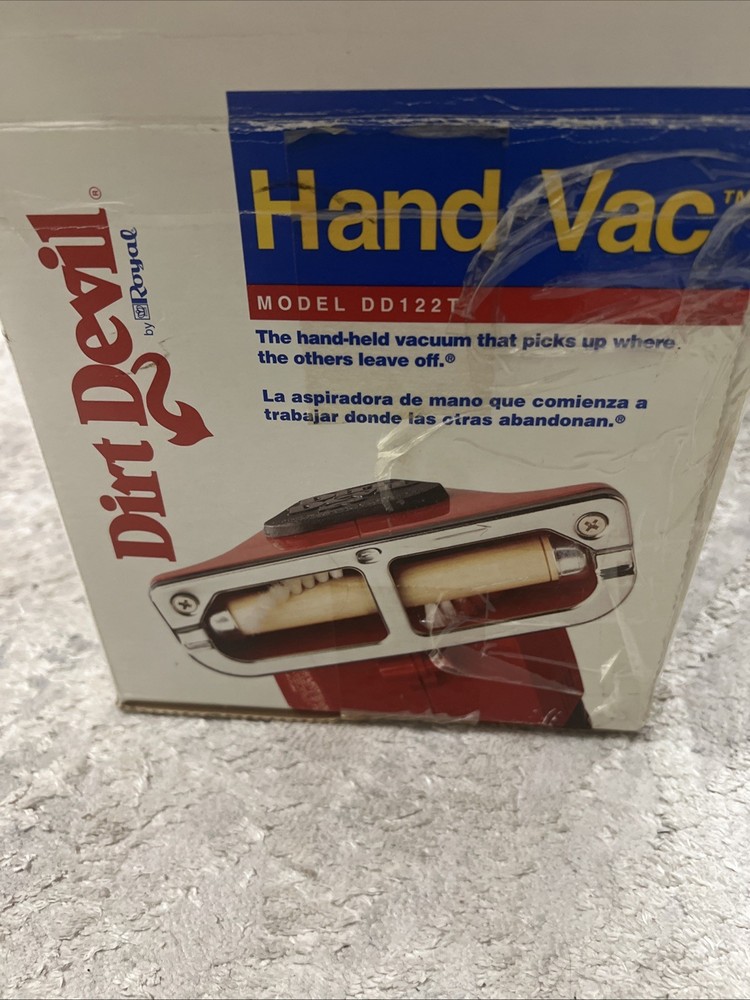 Hand Vac™
MODEL DD122T
The hand-held vacuum that picks up where
the others leave off.®
La aspiradora de mano que comienza a
trabajar donde las otras abandonan.®
Dirt Devil®
by Royal